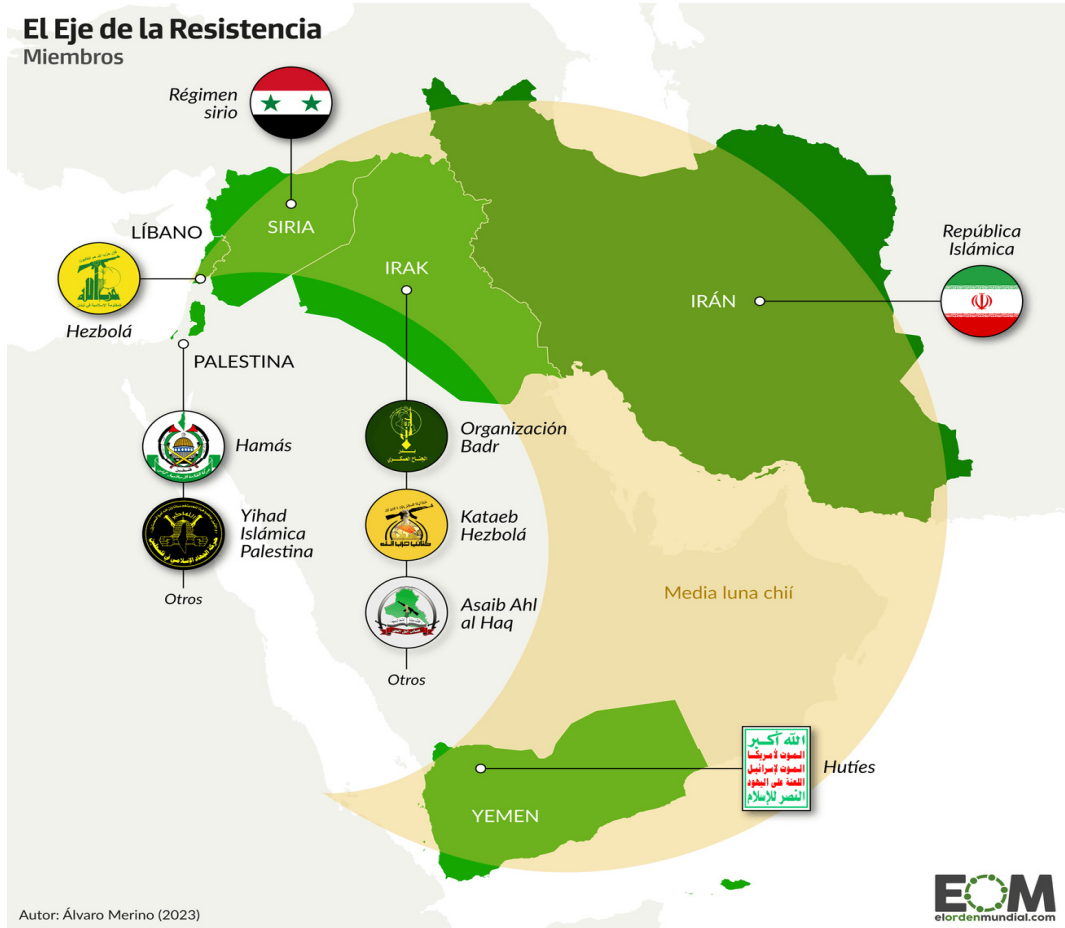 El Eje de la Resistencia
Miembros
Régimen
sirio
LÍBANO
SIRIA
Hezbolá
IRAK
IRÁN
República
Islámica
PALESTINA
Hamás
Yihad
Islámica
Palestina
Otros
Organización
Badr
Kataeb
Hezbolá
Asaib Ahl
al Haq
Otros
Media luna chií
الله أكبر
الموت لأمريكا
الموت لإسرائيل
اللعنة على اليهود
النصر للإسلام
Hutíes
YEMEN
Autor: Álvaro Merino (2023)
EOM
elordenmundial.com